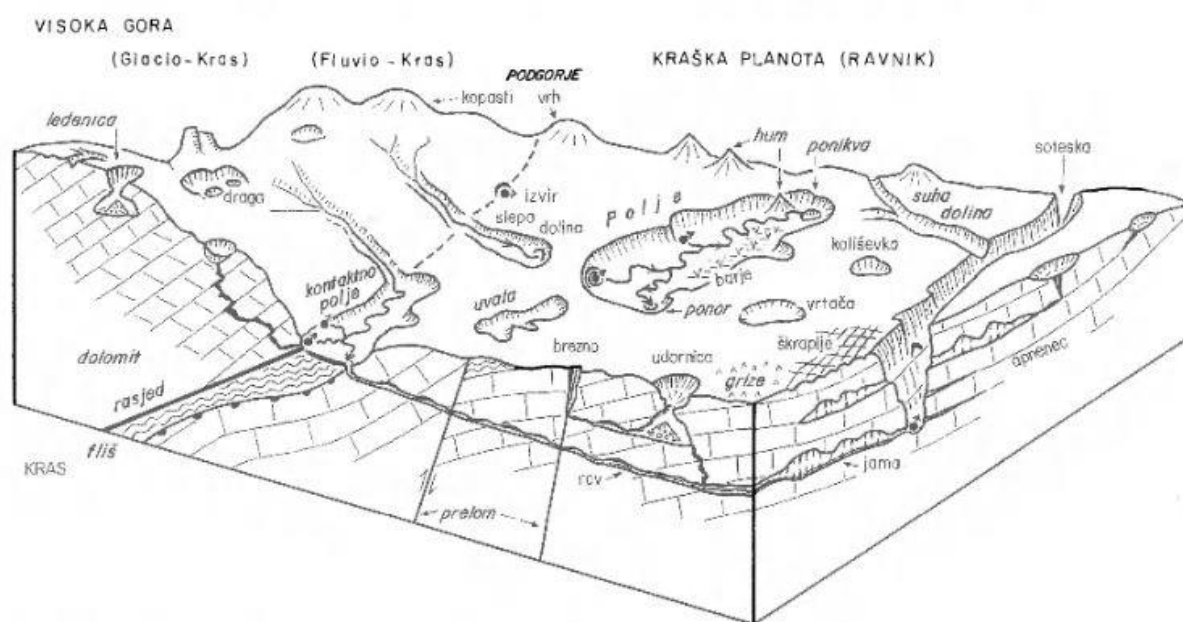 VISOKA GORA
(Glacio-Kras)
(Fluvio-Kras)
KRAŠKA PLANOTA (RAVNIK)
PODGORJE
kopasti vrh
ledenica
hum
ponikva
soteska
draga
izvir
slepa
dolina
polje
suha
dolina
koliševka
kontaktno
polje
barje
uvala
ponor
vrtača
brezno
udornica
škraplje
dolomit
grize
apnenec
rasjed
fliš
KRAS
rov
jama
prelom